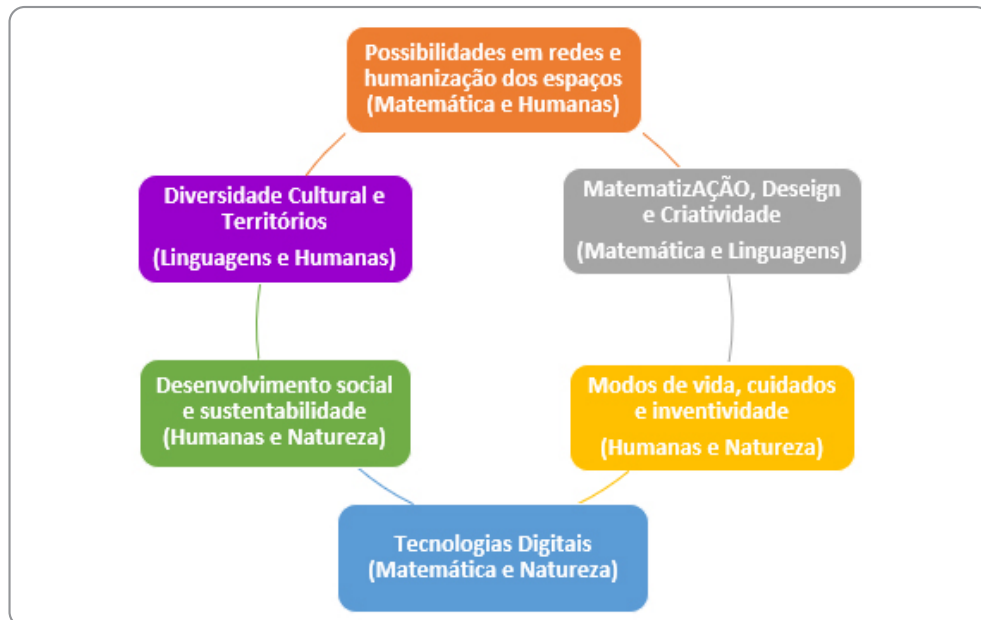 Possibilidades em redes e
humanização dos espaços
(Matemática e Humanas)
Diversidade Cultural e
Territórios
(Linguagens e Humanas)
MatematizAÇÃO, Deseign
e Criatividade
(Matemática e Linguagens)
Desenvolvimento social
e sustentabilidade
(Humanas e Natureza)
Modos de vida, cuidados
e inventividade
(Humanas e Natureza)
Tecnologias Digitais
(Matemática e Natureza)